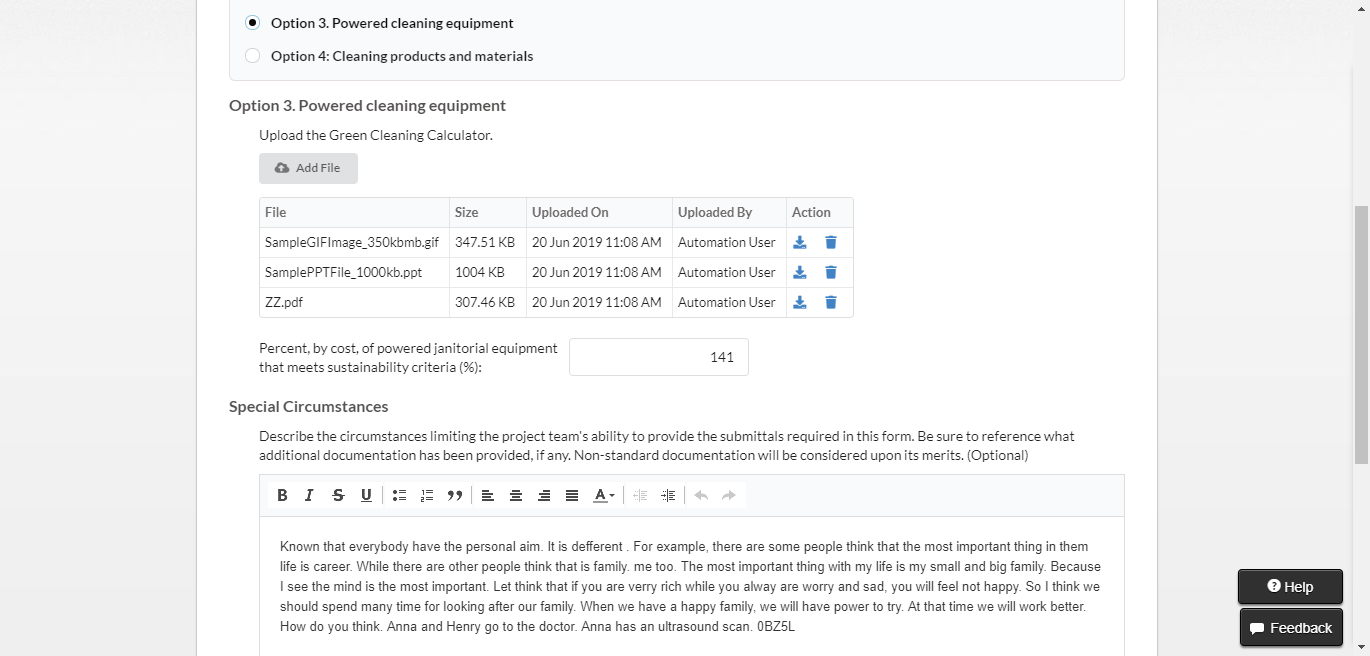 Option 3. Powered cleaning equipment
Option 4: Cleaning products and materials
Option 3. Powered cleaning equipment
Upload the Green Cleaning Calculator.
Add File
File Size Uploaded On Uploaded By Action
SampleGIFImage_350kbmb.gif 347.51 KB 20 Jun 2019 11:08 AM Automation User
SamplePPTFile_1000kb.ppt 1004 KB 20 Jun 2019 11:08 AM Automation User
ZZ.pdf 307.46 KB 20 Jun 2019 11:08 AM Automation User
Percent, by cost, of powered janitorial equipment
that meets sustainability criteria (%):
141
Special Circumstances
Describe the circumstances limiting the project team's ability to provide the submittals required in this form. Be sure to reference what
additional documentation has been provided, if any. Non-standard documentation will be considered upon its merits. (Optional)
B I S U A
Known that everybody have the personal aim. It is defferent . For example, there are some people think that the most important thing in them
life is career. While there are other people think that is family. me too. The most important thing with my life is my small and big family. Because
I see the mind is the most important. Let think that if you are verry rich while you alway are worry and sad, you will feel not happy. So I think we
should spend many time for looking after our family. When we have a happy family, we will have power to try. At that time we will work better.
How do you think. Anna and Henry go to the doctor. Anna has an ultrasound scan. 0BZ5L
Help
Feedback